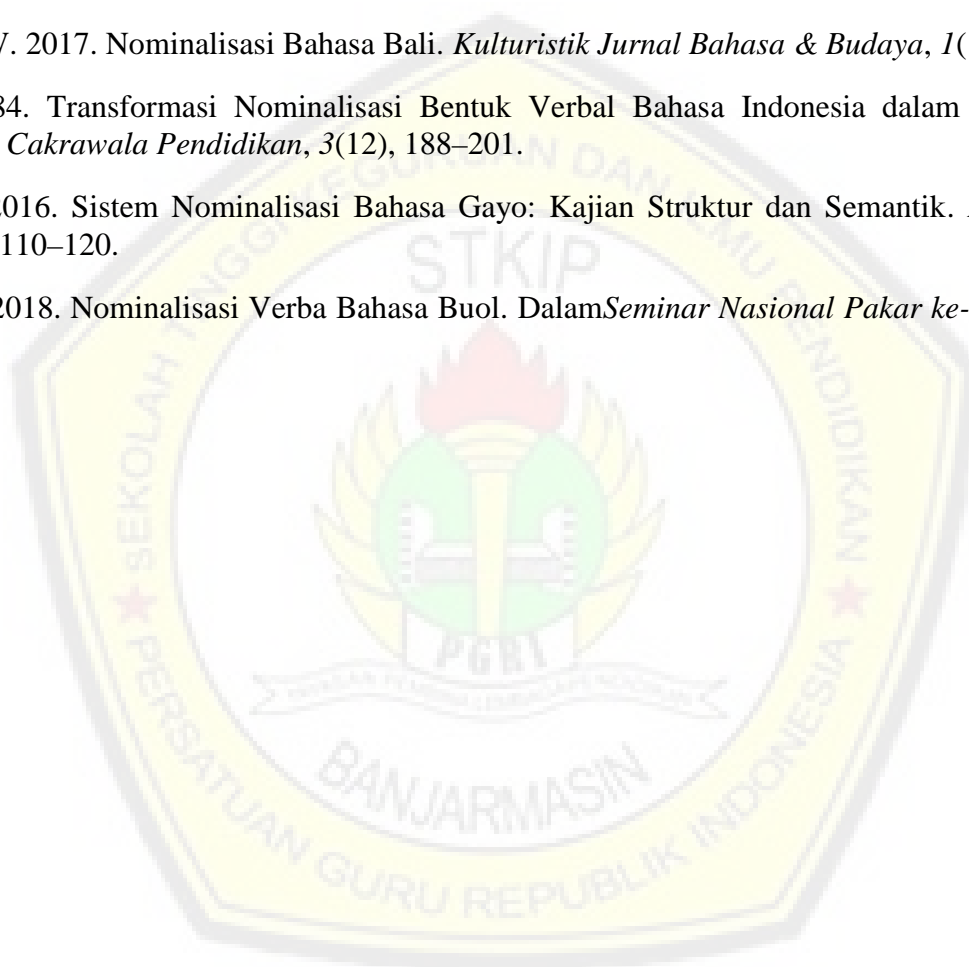 V. 2017. Nominalisasi Bahasa Bali. Kulturistik Jurnal Bahasa & Budaya, 1(
84. Transformasi Nominalisasi Bentuk Verbal Bahasa Indonesia dalam
Cakrawala Pendidikan, 3(12), 188–201.
2016. Sistem Nominalisasi Bahasa Gayo: Kajian Struktur dan Semantik.
110–120.
2018. Nominalisasi Verba Bahasa Buol. DalamSeminar Nasional Pakar ke-
SEKOLAH TINGGI KEGURUAN DAN ILMU PENDIDIKAN
STKIP
PGRI
BANJARMASIN
PERSATUAN GURU REPUBLIK INDONESIA